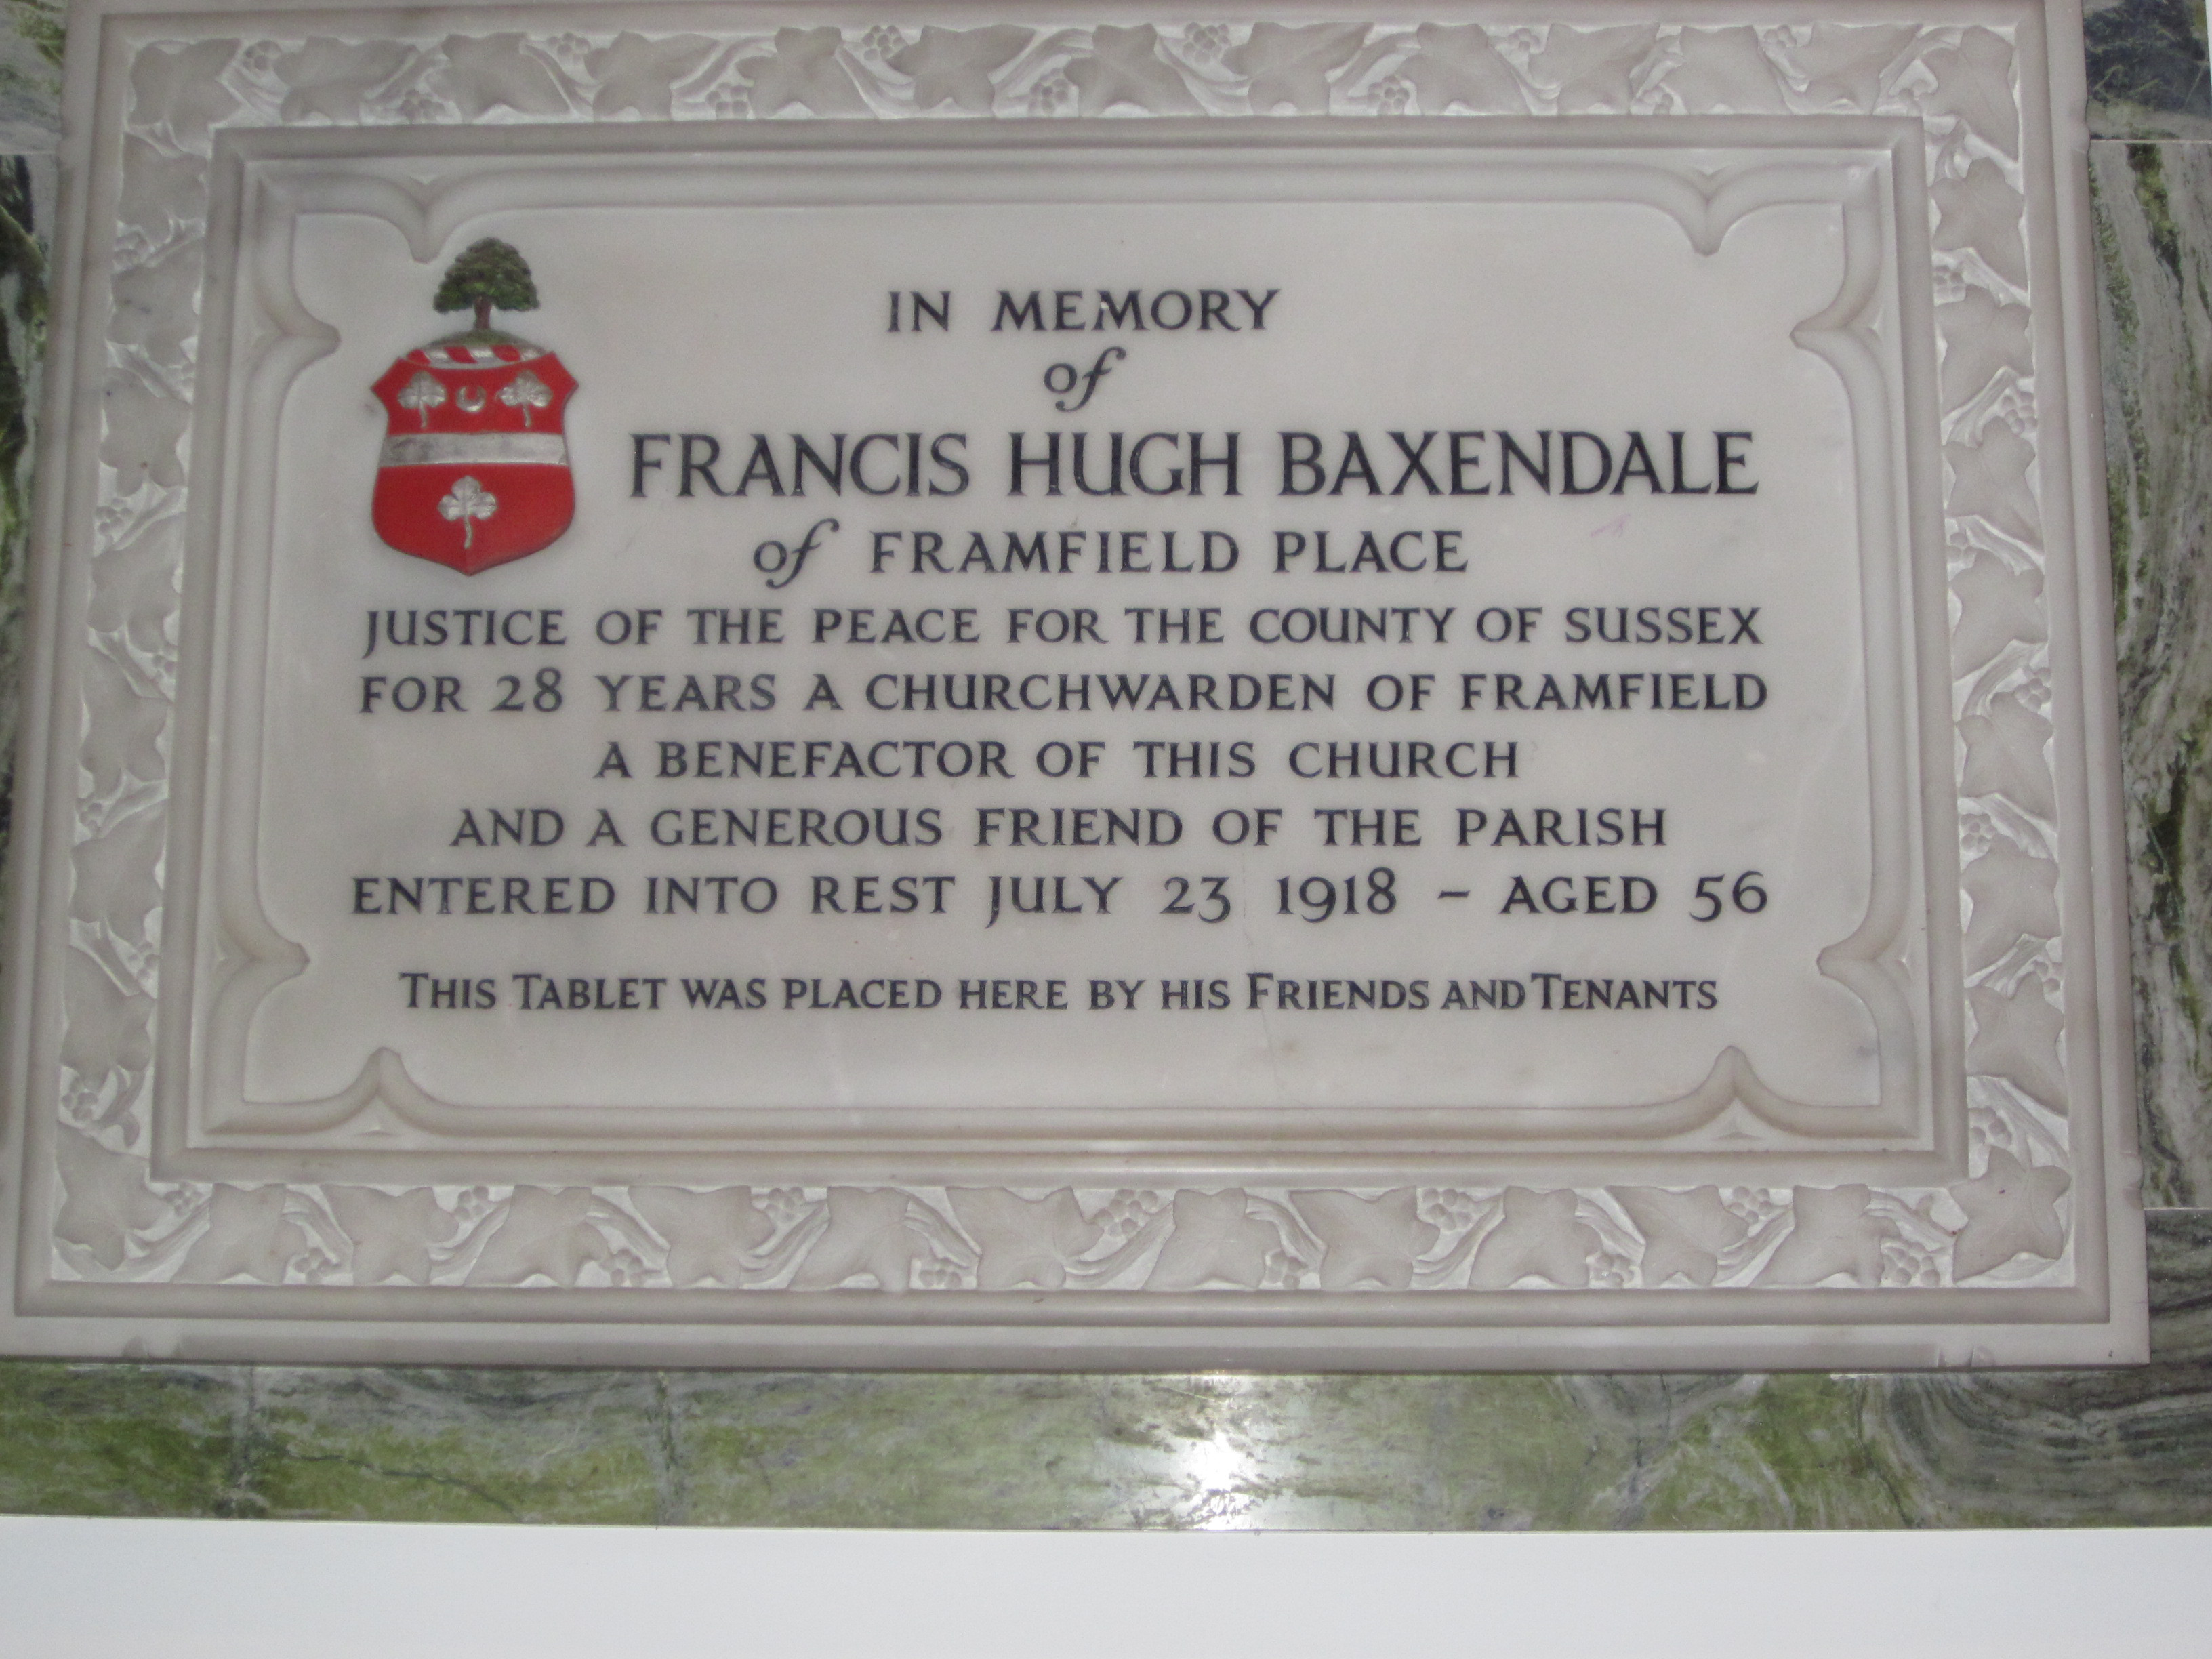 IN MEMORY
of
FRANCIS HUGH BAXENDALE
of FRAMFIELD PLACE
JUSTICE OF THE PEACE FOR THE COUNTY OF SUSSEX
FOR 28 YEARS A CHURCHWARDEN OF FRAMFIELD
A BENEFACTOR OF THIS CHURCH
AND A GENEROUS FRIEND OF THE PARISH
ENTERED INTO REST JULY 23 1918 – AGED 56
THIS TABLET WAS PLACED HERE BY HIS FRIENDS AND TENANTS